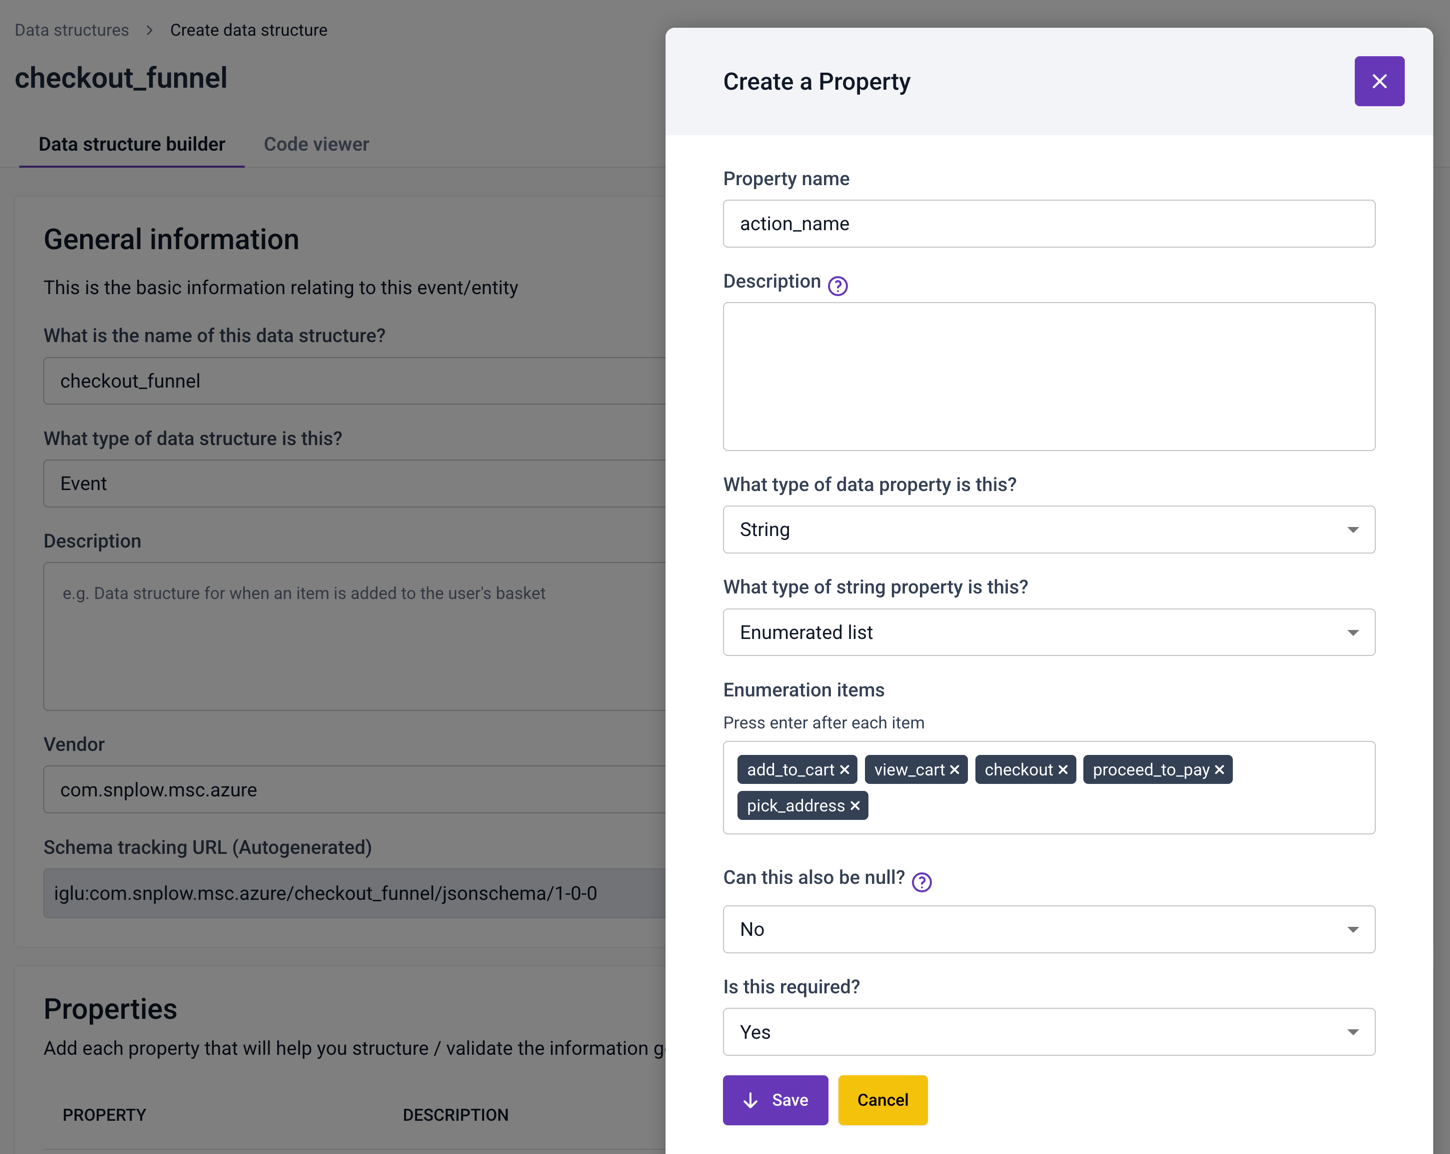 Data structures > Create data structure
checkout_funnel
Data structure builder
Code viewer
General information
This is the basic information relating to this event/entity
What is the name of this data structure?
checkout_funnel
What type of data structure is this?
Event
Description
e.g. Data structure for when an item is added to the user's basket
Vendor
com.snplow.msc.azure
Schema tracking URL (Autogenerated)
iglu:com.snplow.msc.azure/checkout_funnel/jsonschema/1-0-0
Properties
Add each property that will help you structure / validate the information
PROPERTY DESCRIPTION
Create a Property
Property name
action_name
Description ?
What type of data property is this?
String
What type of string property is this?
Enumerated list
Enumeration items
Press enter after each item
add_to_cart × view_cart × checkout × proceed_to_pay ×
pick_address ×
Can this also be null? ?
No
Is this required?
Yes
Save Cancel